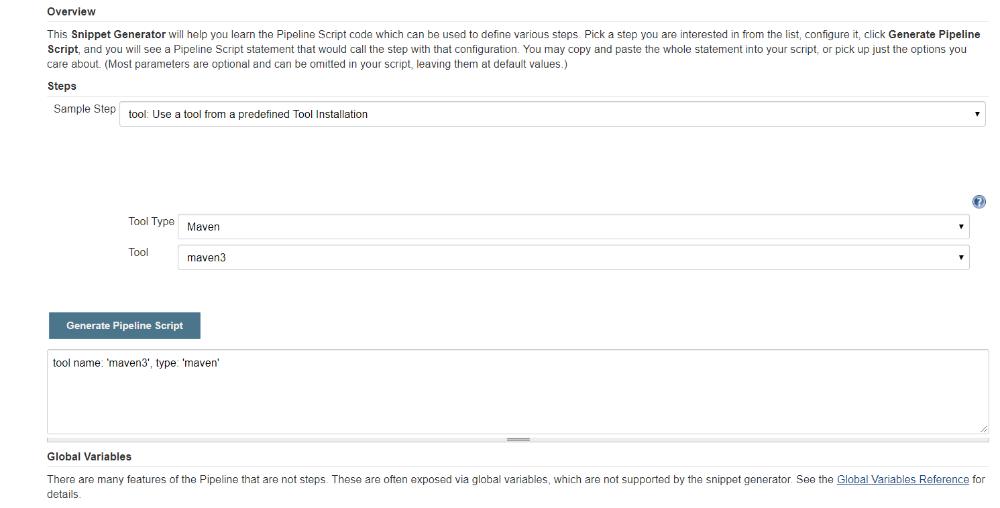 Overview
This Snippet Generator will help you learn the Pipeline Script code which can be used to define various steps. Pick a step you are interested in from the list, configure it, click Generate Pipeline
Script, and you will see a Pipeline Script statement that would call the step with that configuration. You may copy and paste the whole statement into your script, or pick up just the options you
care about. (Most parameters are optional and can be omitted in your script, leaving them at default values.)
Steps
Sample Step tool: Use a tool from a predefined Tool Installation
?
Tool Type Maven
Tool maven3
Generate Pipeline Script
tool name: 'maven3', type: 'maven'
Global Variables
There are many features of the Pipeline that are not steps. These are often exposed via global variables, which are not supported by the snippet generator. See the Global Variables Reference for
details.